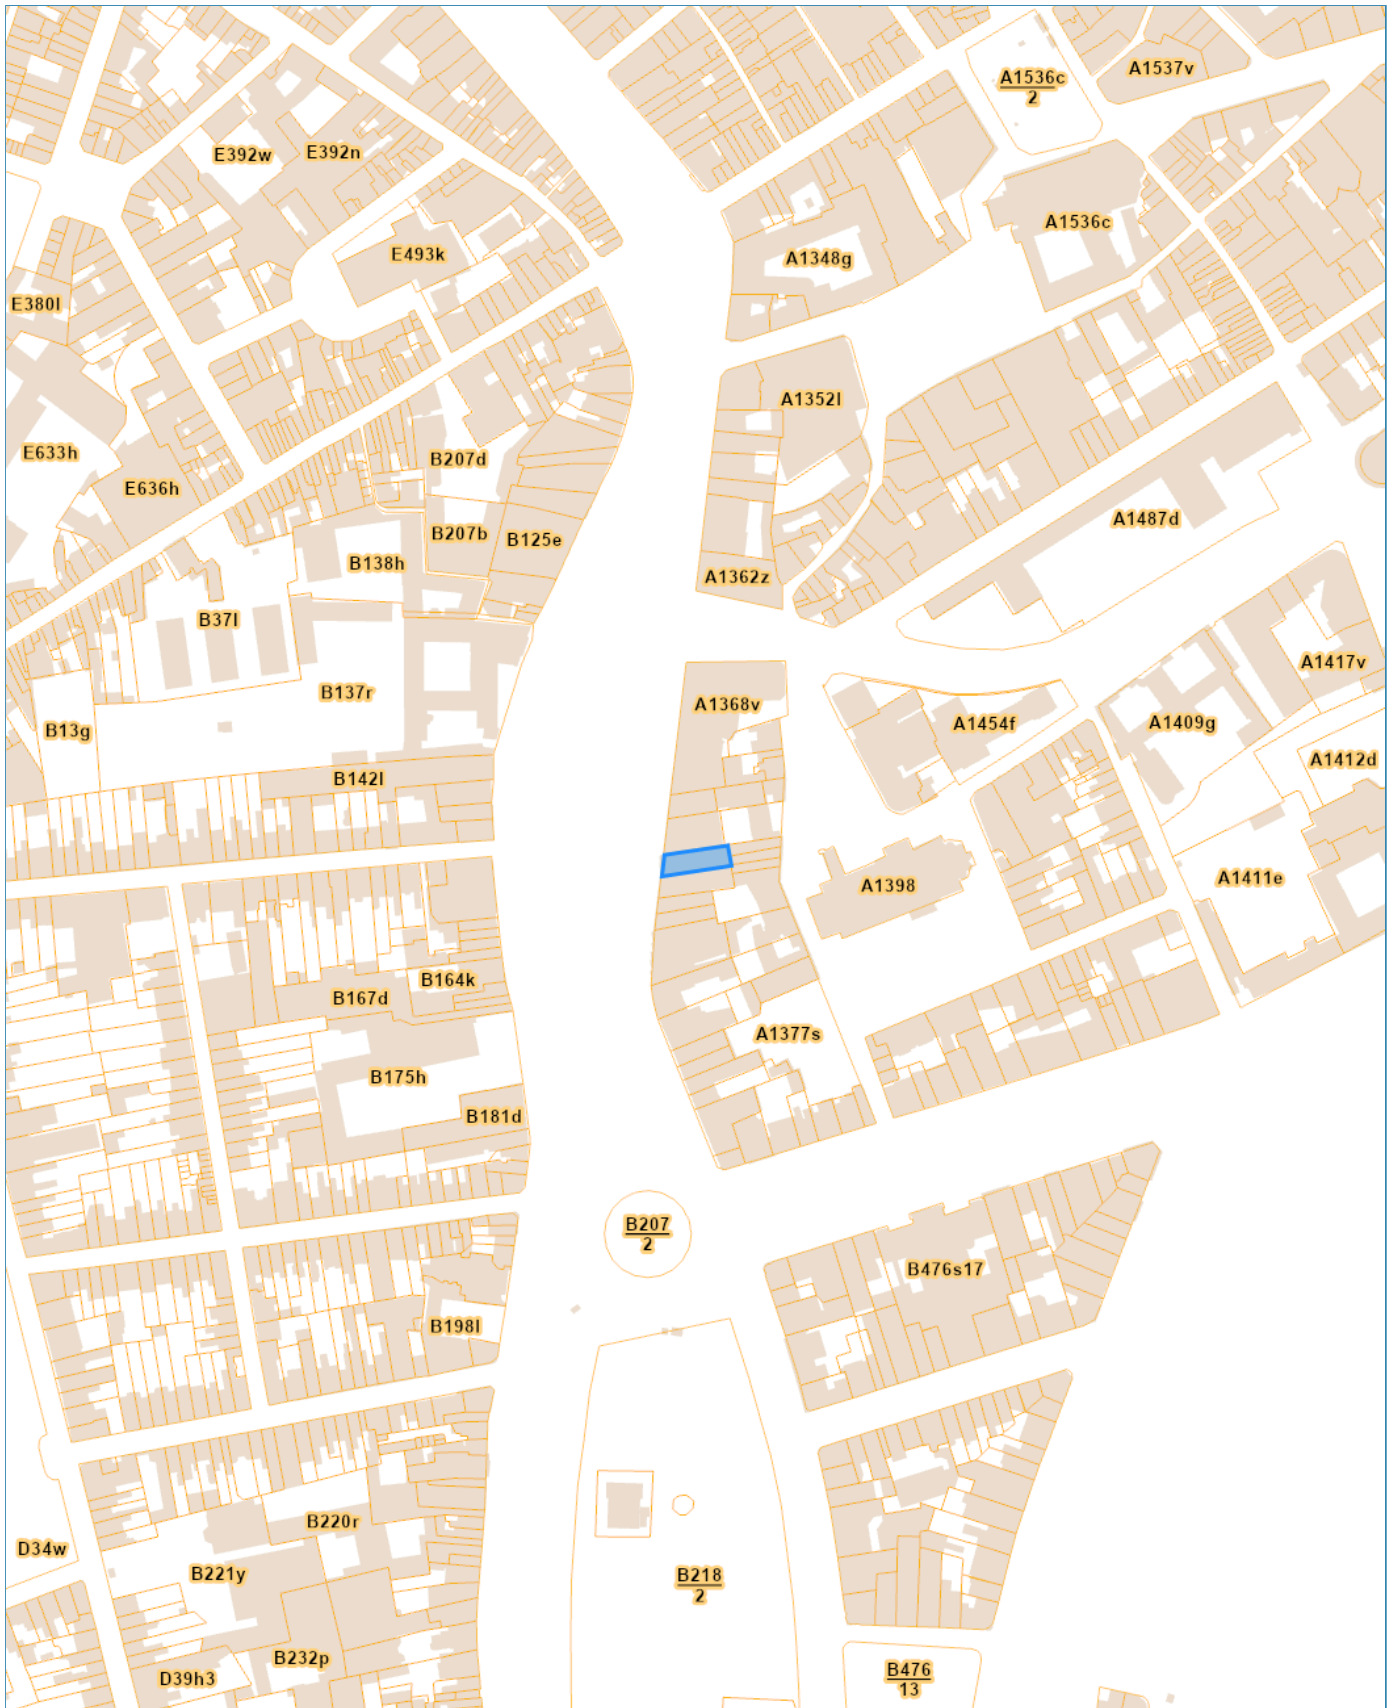 A1537v
A1536c
2
E392w
E392n
A1536c
E493k
A1348g
E380l
A1352l
E633h
B207d
E636h
A1487d
B207b
B125e
B138h
A1362z
B37l
A1417v
B137r
A1368v
A1454f
A1409g
B13g
A1412d
B142l
A1398
A1411e
B164k
B167d
A1377s
B175h
B181d
B207
2
B476s17
B198l
B220r
D34w
B221y
B218
2
B232p
D39h3
B476
13